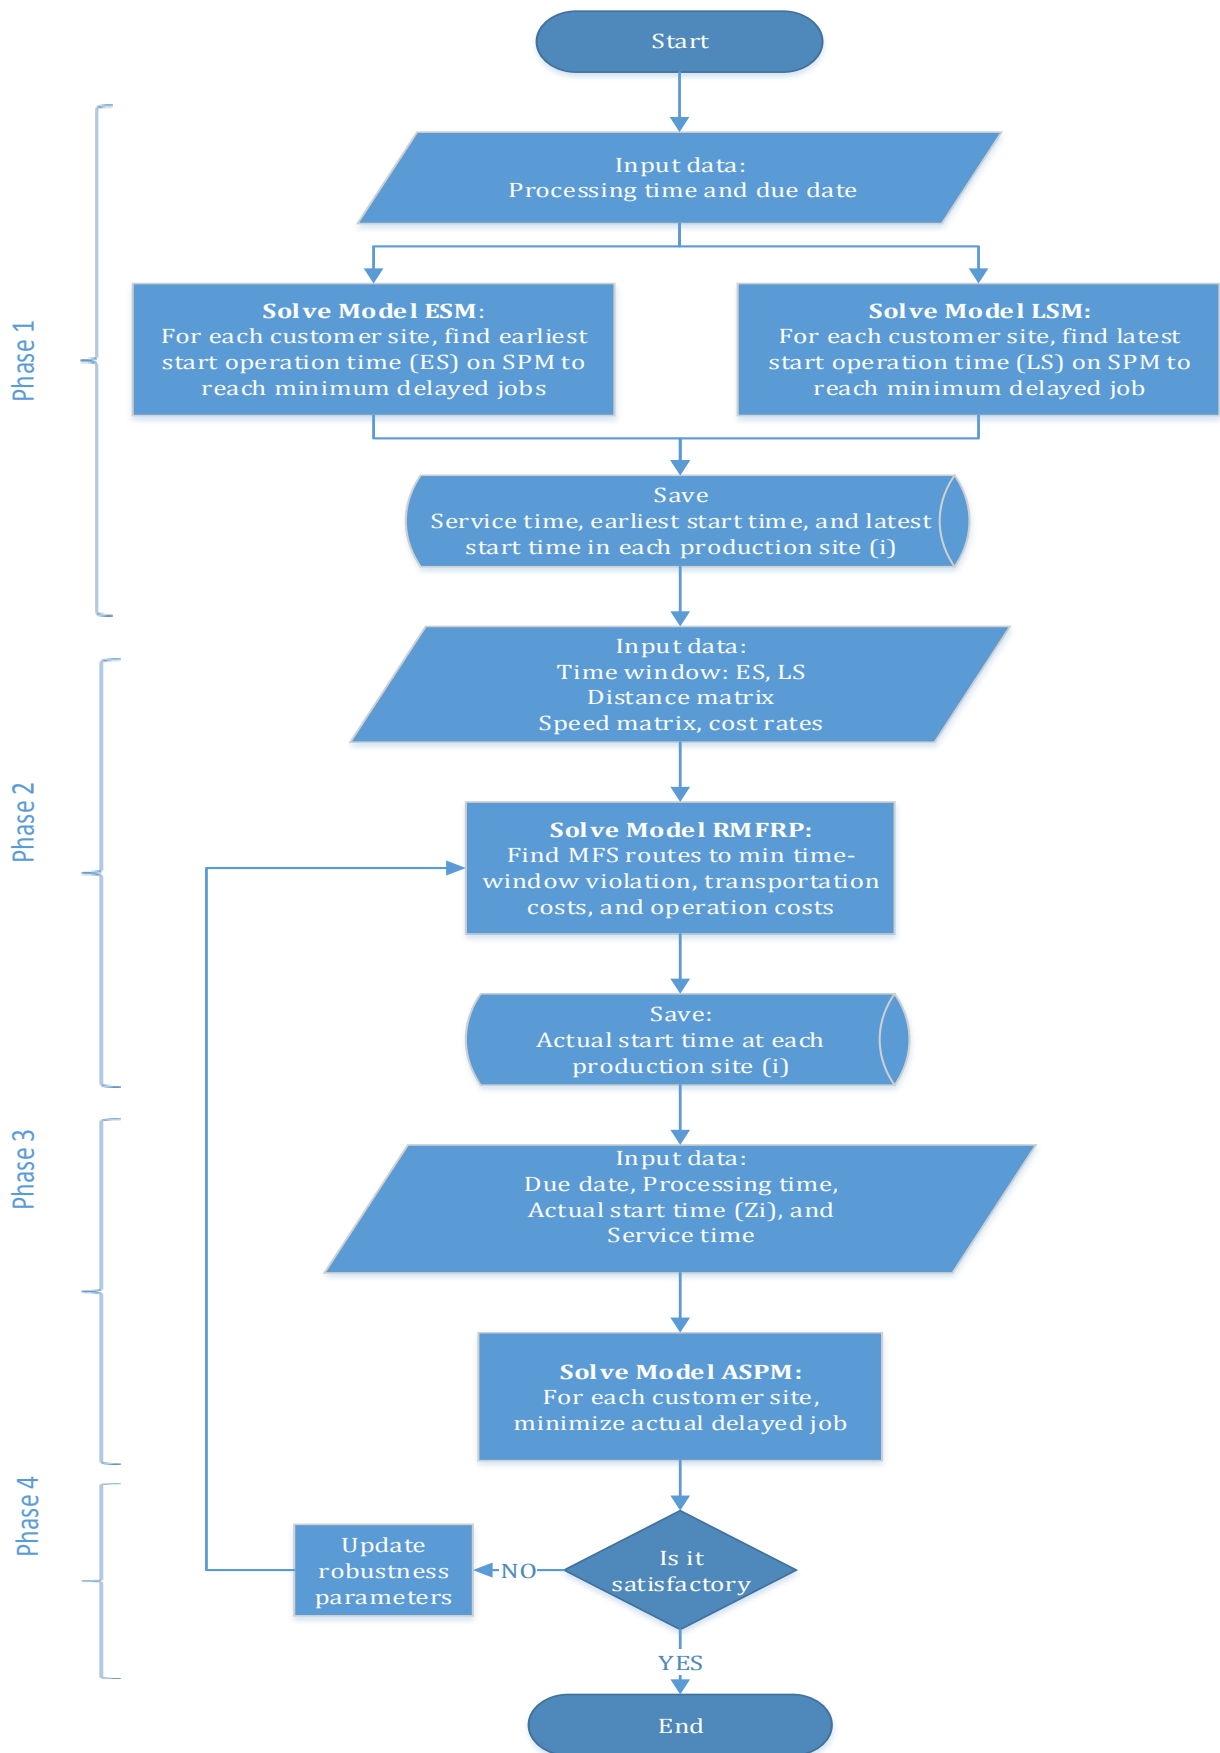 Start
Phase 1
Input data:
Processing time and due date
Solve Model ESM:
For each customer site, find earliest
start operation time (ES) on SPM to
reach minimum delayed jobs
Solve Model LSM:
For each customer site, find latest
start operation time (LS) on SPM to
reach minimum delayed job
Save
Service time, earliest start time, and latest
start time in each production site (i)
Phase 2
Input data:
Time window: ES, LS
Distance matrix
Speed matrix, cost rates
Solve Model RMFRP:
Find MFS routes to min time-
window violation, transportation
costs, and operation costs
Save:
Actual start time at each
production site (i)
Phase 3
Input data:
Due date, Processing time,
Actual start time (Zi), and
Service time
Solve Model ASPM:
For each customer site,
minimize actual delayed job
Phase 4
Update
robustness
parameters
NO
Is it
satisfactory
YES
End